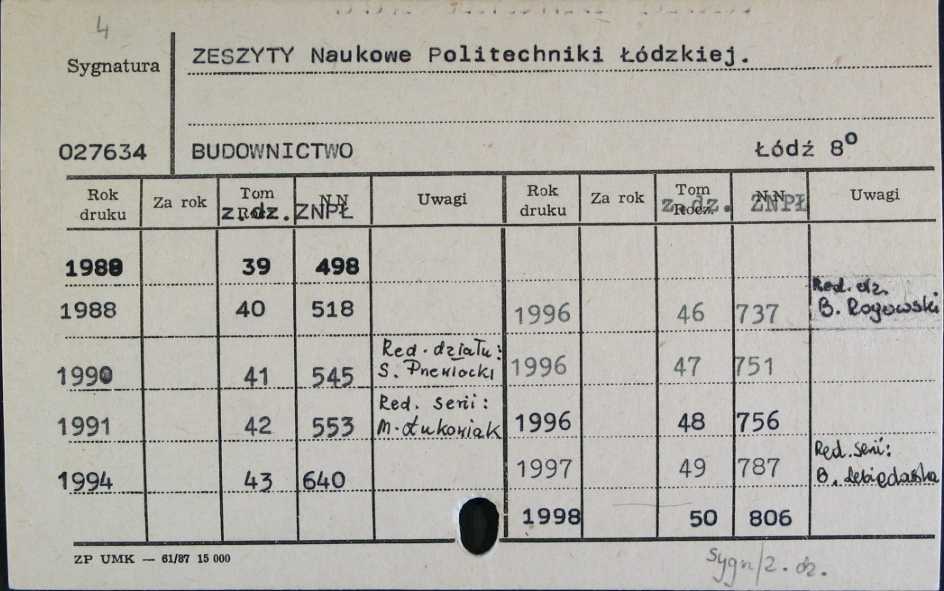 4
Sygnatura ZESZYTY Naukowe Politechniki Łódzkiej.
027634 BUDOWNICTWO Łódź 8º
Rok druku Za rok Tom z.dz. N.N ZNPŁ Uwagi Rok druku Za rok Tom Rocz. z.dz. N.N ZNPŁ Uwagi
1988 39 498
1988 40 518 1996 46 737 Red. dz. B. Rogowski
1990 41 545 Red. działu: S. Przewłocki 1996 47 751
1991 42 553 Red. serii: M. Łukowiak 1996 48 756
1994 43 640 1997 49 787 Red. serii: B.
1998 50 806
ZP UMK — 61/87 15 000
Sygn/z. dz.